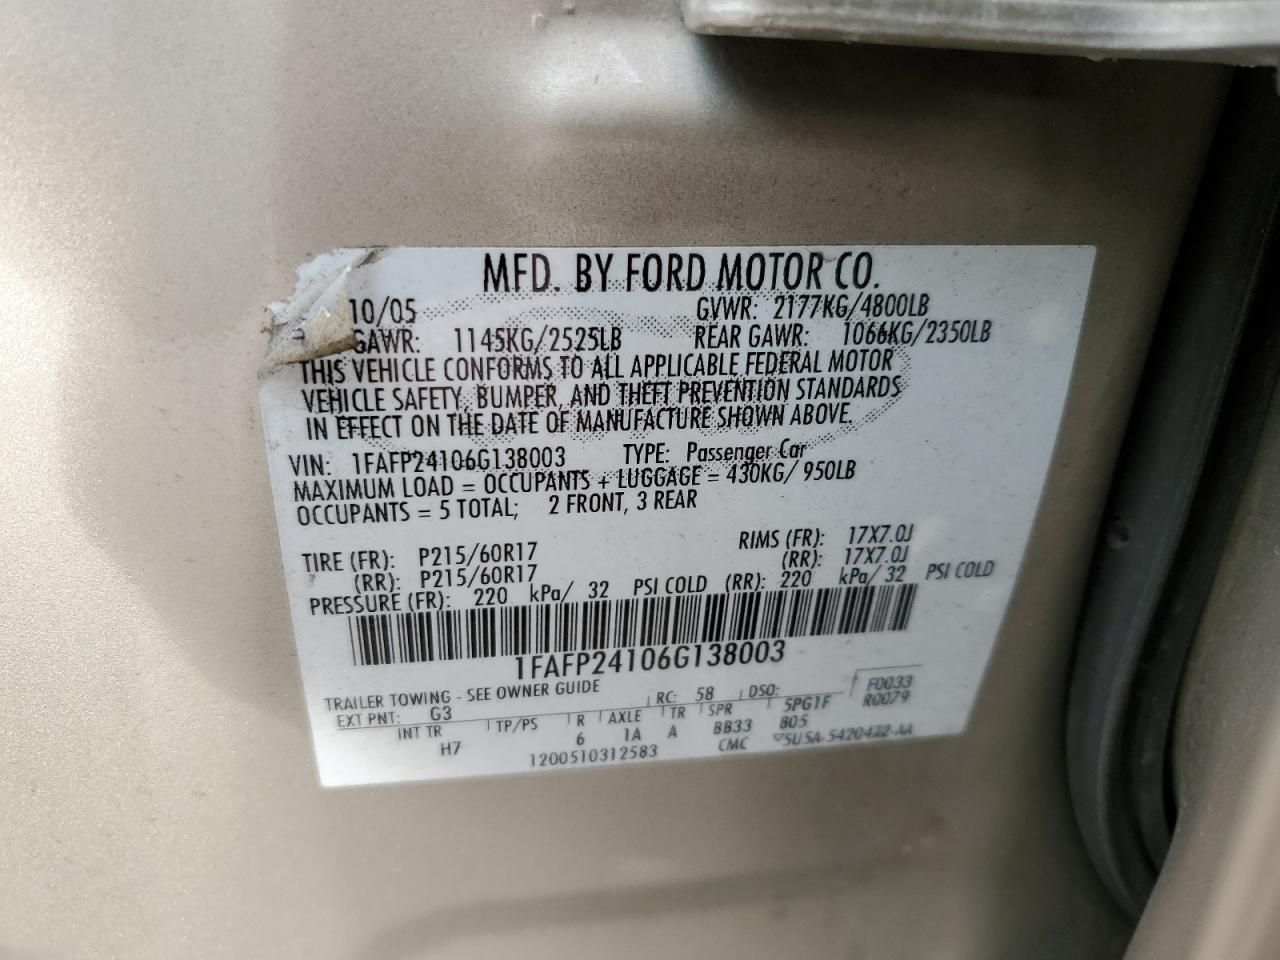 MFD. BY FORD MOTOR CO.
10/05 GVWR: 2177KG/4800LB
GAWR: 1145KG/2525LB REAR GAWR: 1066KG/2350LB
THIS VEHICLE CONFORMS TO ALL APPLICABLE FEDERAL MOTOR
VEHICLE SAFETY, BUMPER, AND THEFT PREVENTION STANDARDS
IN EFFECT ON THE DATE OF MANUFACTURE SHOWN ABOVE.
VIN: 1FAFP24106G138003 TYPE: Passenger Car
MAXIMUM LOAD = OCCUPANTS + LUGGAGE = 430KG/ 950LB
OCCUPANTS = 5 TOTAL; 2 FRONT, 3 REAR
TIRE (FR): P215/60R17 RIMS (FR): 17X7.0J
(RR): P215/60R17 (RR): 17X7.0J
PRESSURE (FR): 220 kPa/ 32 PSI COLD (RR): 220 kPa/ 32 PSI COLD
1FAFP24106G138003
TRAILER TOWING - SEE OWNER GUIDE RC: 58 DSO: F0033
EXT PNT: G3 R0079
INT TR TP/PS R AXLE TR SPR 5PG1F
H7 6 1A A BB33 805
1200510312583 CMC ▽5U5A-5420472-AA